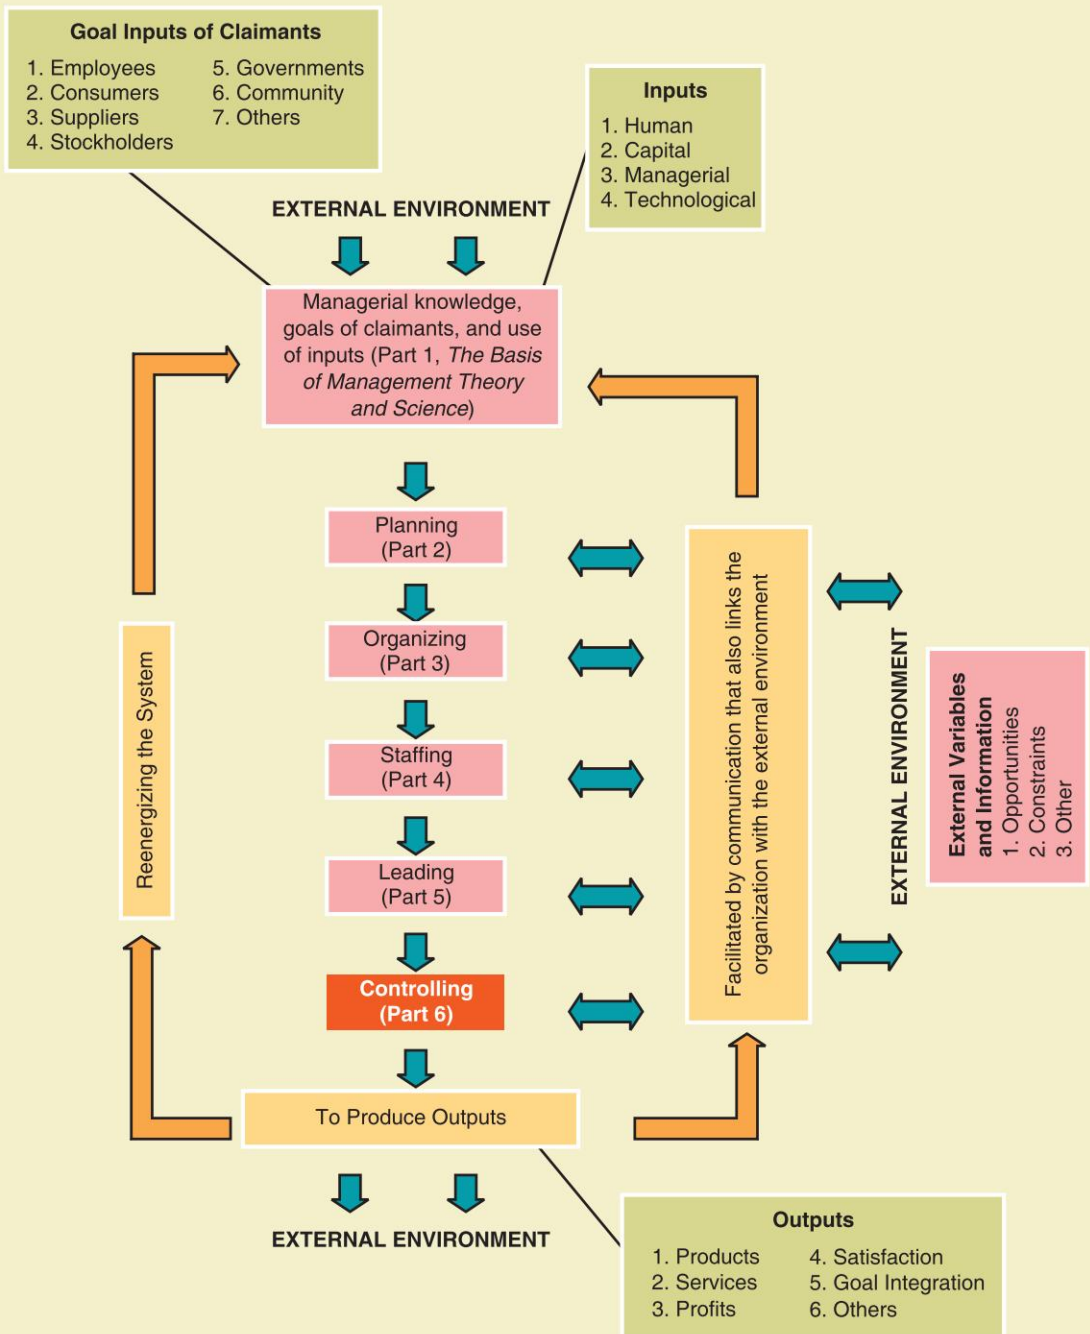 Goal Inputs of Claimants
1. Employees
2. Consumers
3. Suppliers
4. Stockholders
5. Governments
6. Community
7. Others
Inputs
1. Human
2. Capital
3. Managerial
4. Technological
EXTERNAL ENVIRONMENT
Managerial knowledge,
goals of claimants, and use
of inputs (Part 1, The Basis
of Management Theory
and Science)
Planning
(Part 2)
Organizing
(Part 3)
Staffing
(Part 4)
Leading
(Part 5)
Controlling
(Part 6)
To Produce Outputs
Reenergizing the System
Facilitated by communication that also links the
organization with the external environment
EXTERNAL ENVIRONMENT
External Variables
and Information
1. Opportunities
2. Constraints
3. Other
EXTERNAL ENVIRONMENT
Outputs
1. Products
2. Services
3. Profits
4. Satisfaction
5. Goal Integration
6. Others